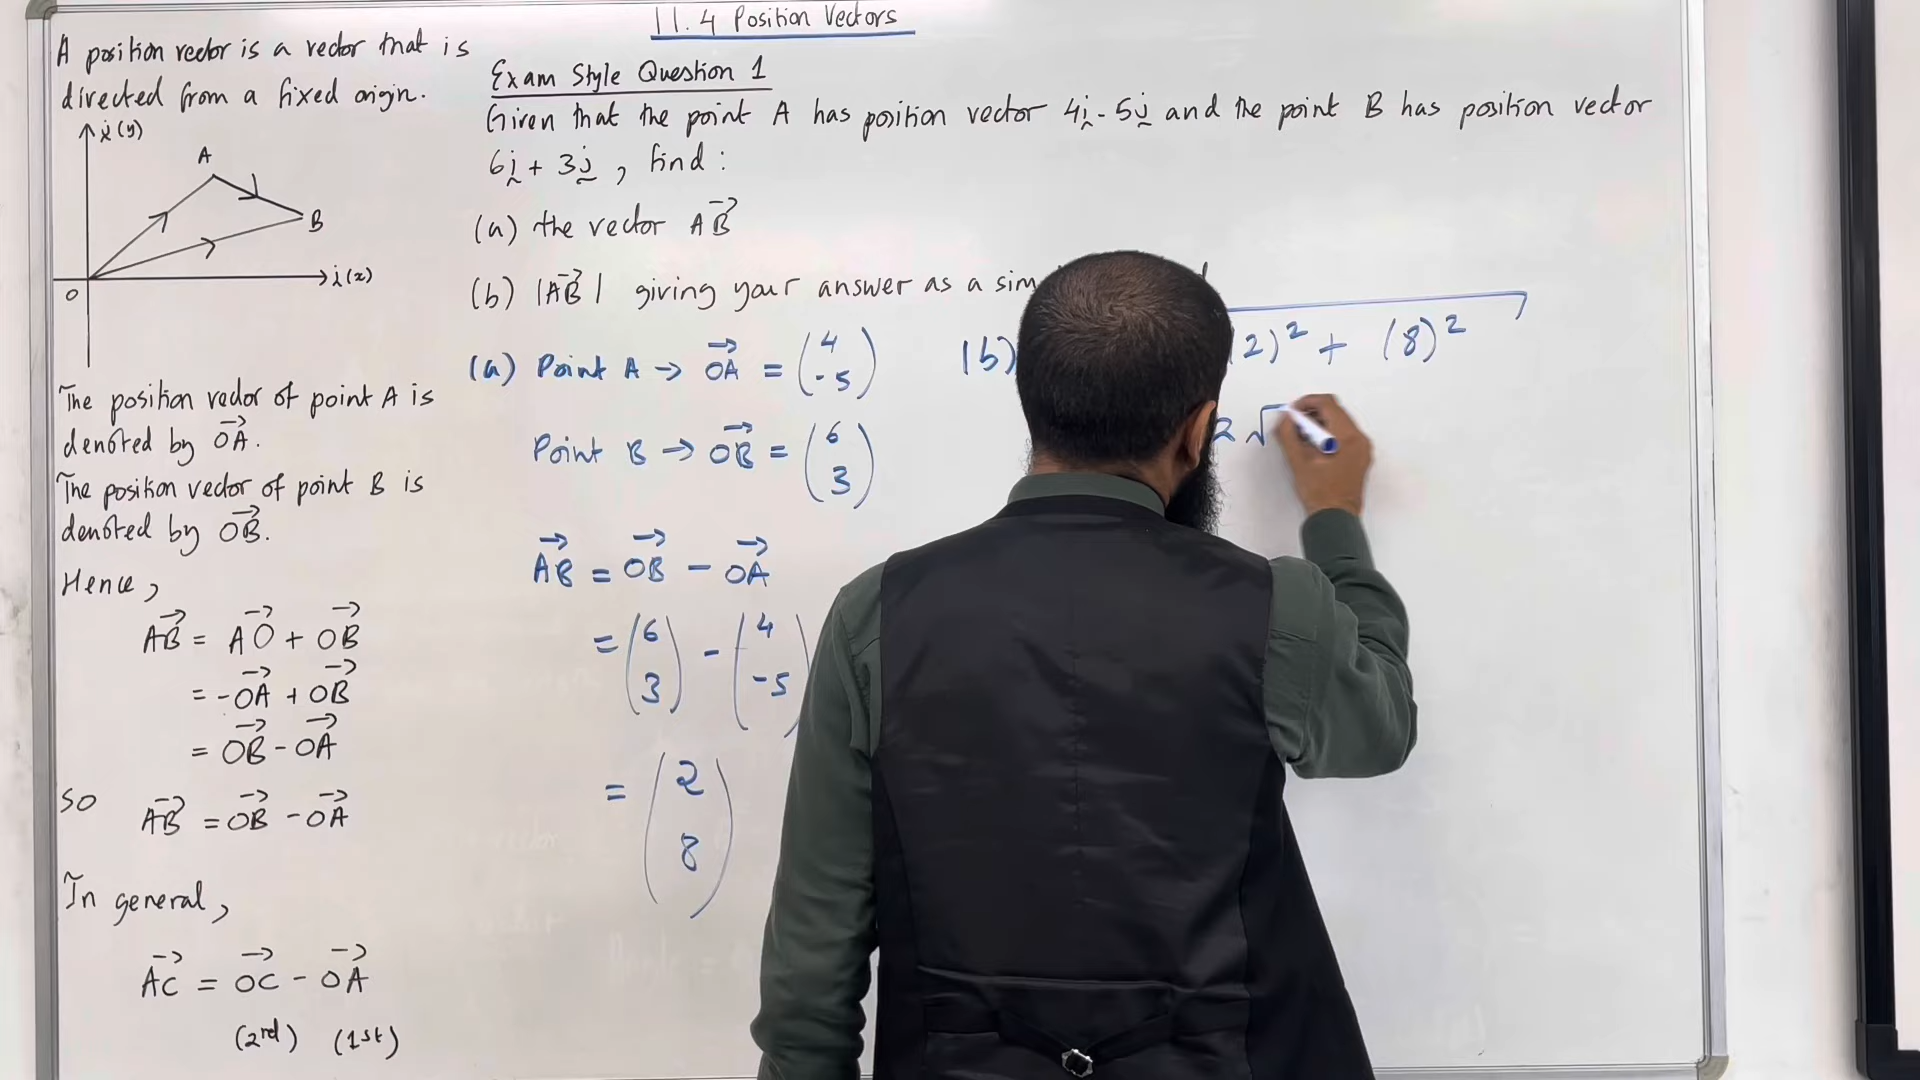 11.4 Position Vectors
A position vector is a vector that is
directed from a fixed origin.
j(y)
A
B
i(x)
O
The position vector of point A is
denoted by →OA.
The position vector of point B is
denoted by →OB.
Hence,
→AB = →AO + →OB
= -→OA + →OB
= →OB - →OA
So →AB = →OB - →OA
In general,
→AC = →OC - →OA
(2rd) (1st)
Exam Style Question 1
Given that the point A has position vector 4i - 5j and the point B has position vector
6i + 3j, find :
(a) the vector →AB
(b) |→AB| giving your answer as a
(a) Point A → →OA = (4 -5)
Point B → →OB = (6 3)
→AB = →OB - →OA
= (6 3) - (4 -5)
= (2 8)
(b) 2)² + (8)²
2√